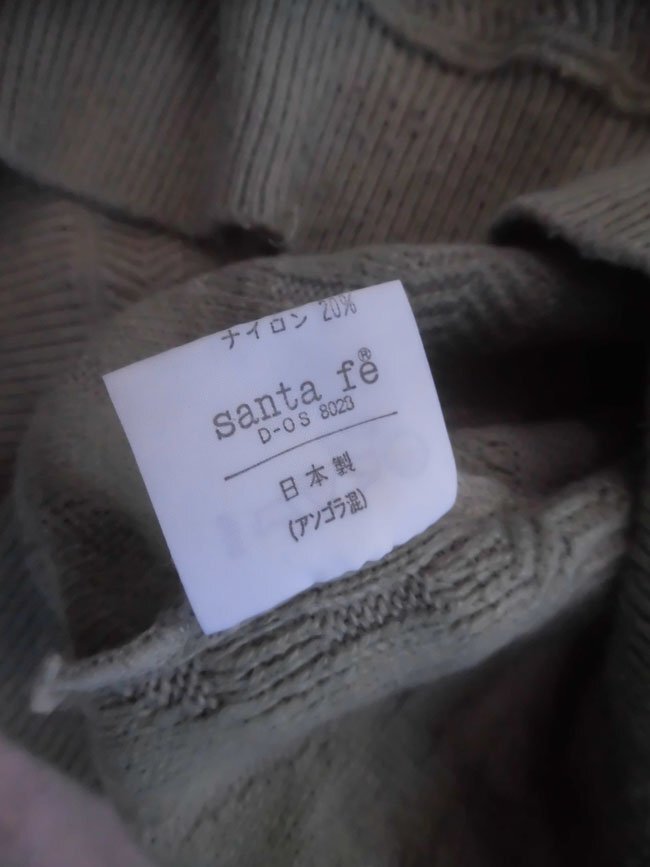 ナイロン 20%
santa fe®
D-OS 8023
日本製
(アンゴラ混)